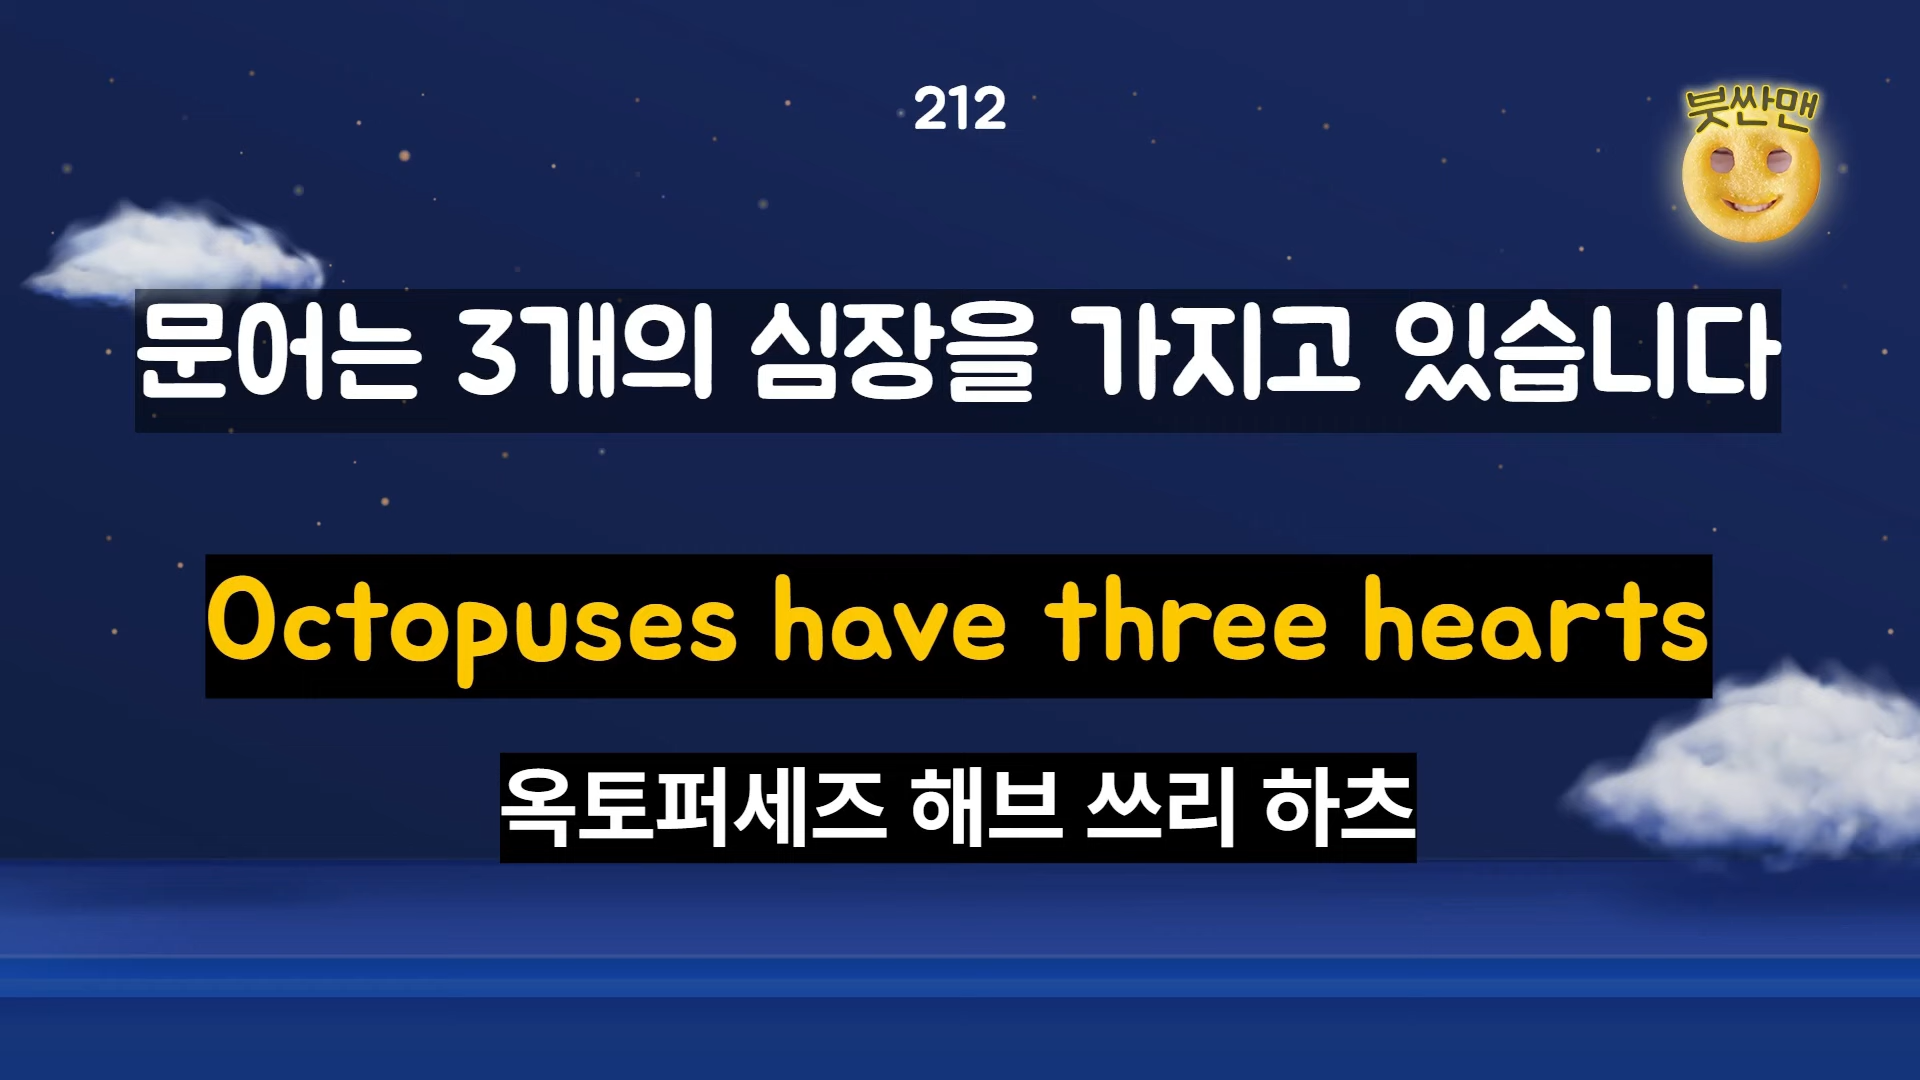 212
붓싼맨
문어는 3개의 심장을 가지고 있습니다
Octopuses have three hearts
옥토퍼세즈 해브 쓰리 하츠